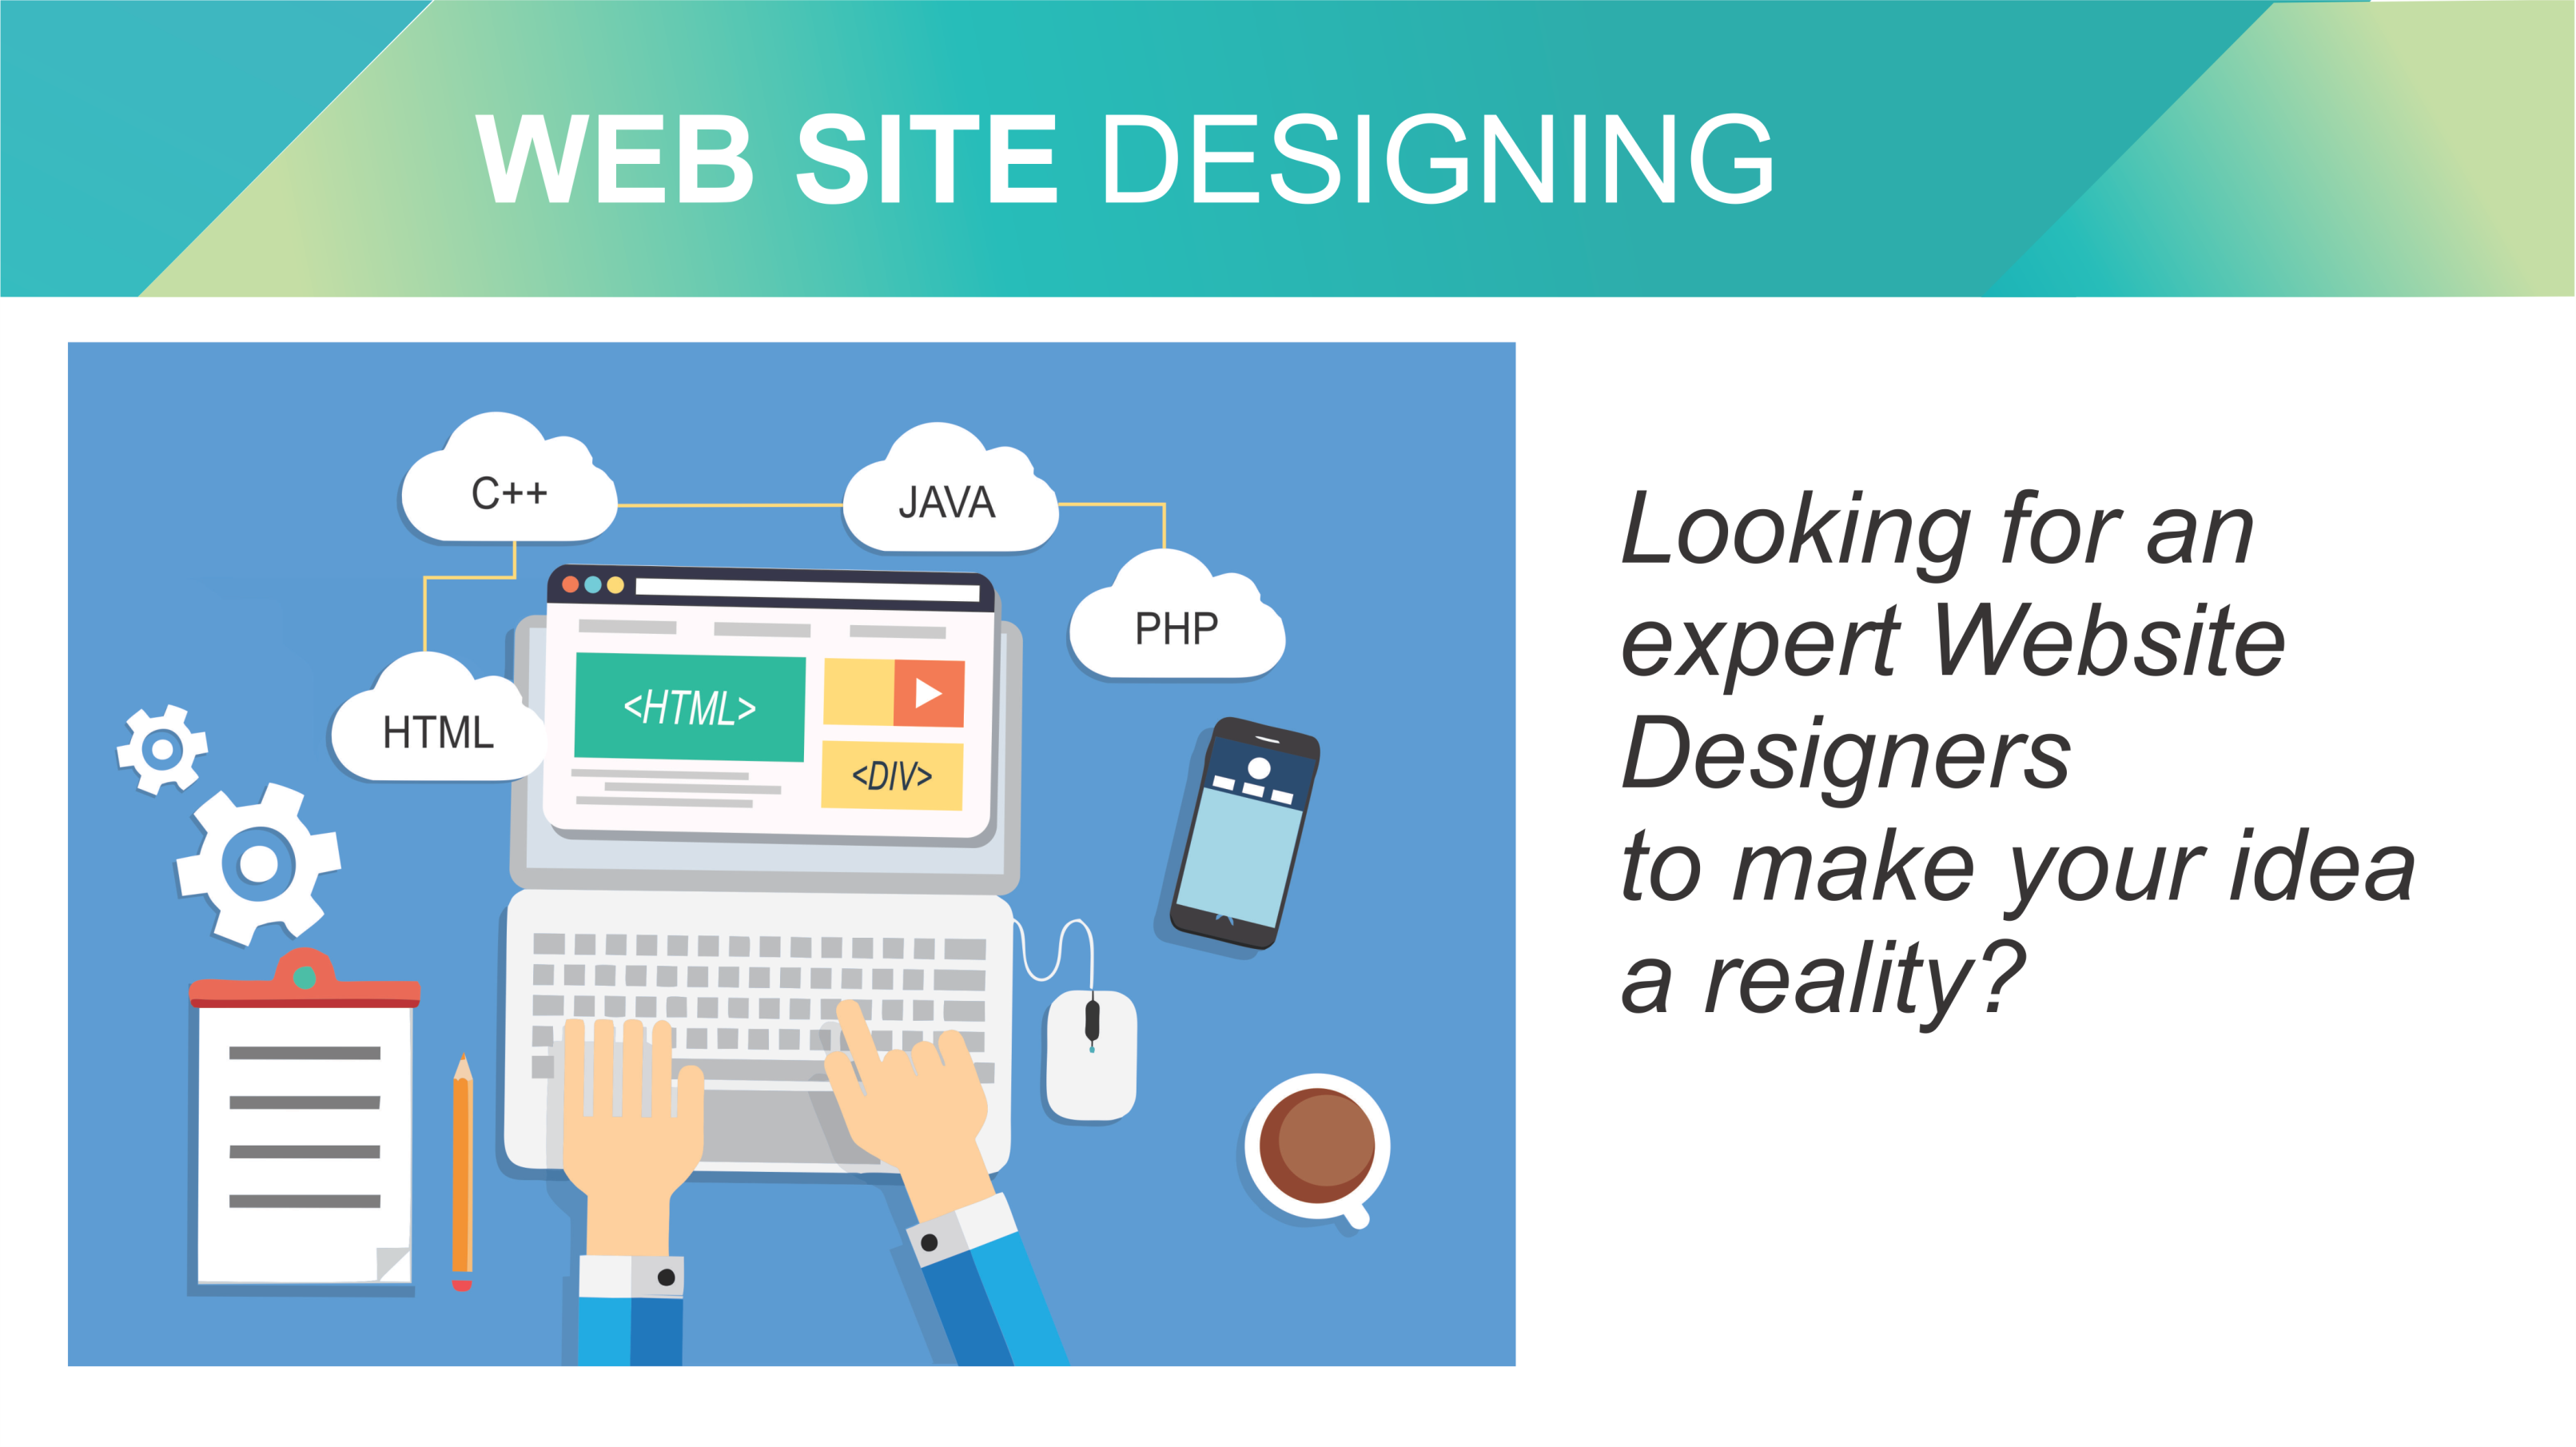 WEB SITE DESIGNING
C++
JAVA
PHP
HTML
<HTML>
<DIV>
Looking for an
expert Website
Designers
to make your idea
a reality?